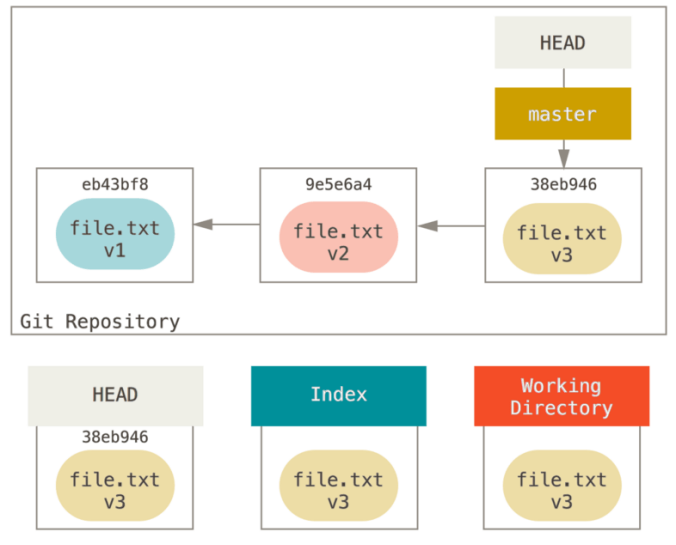 HEAD
master
eb43bf8
9e5e6a4
38eb946
file.txt
v1
file.txt
v2
file.txt
v3
Git Repository
HEAD
Index
Working
Directory
38eb946
file.txt
v3
file.txt
v3
file.txt
v3